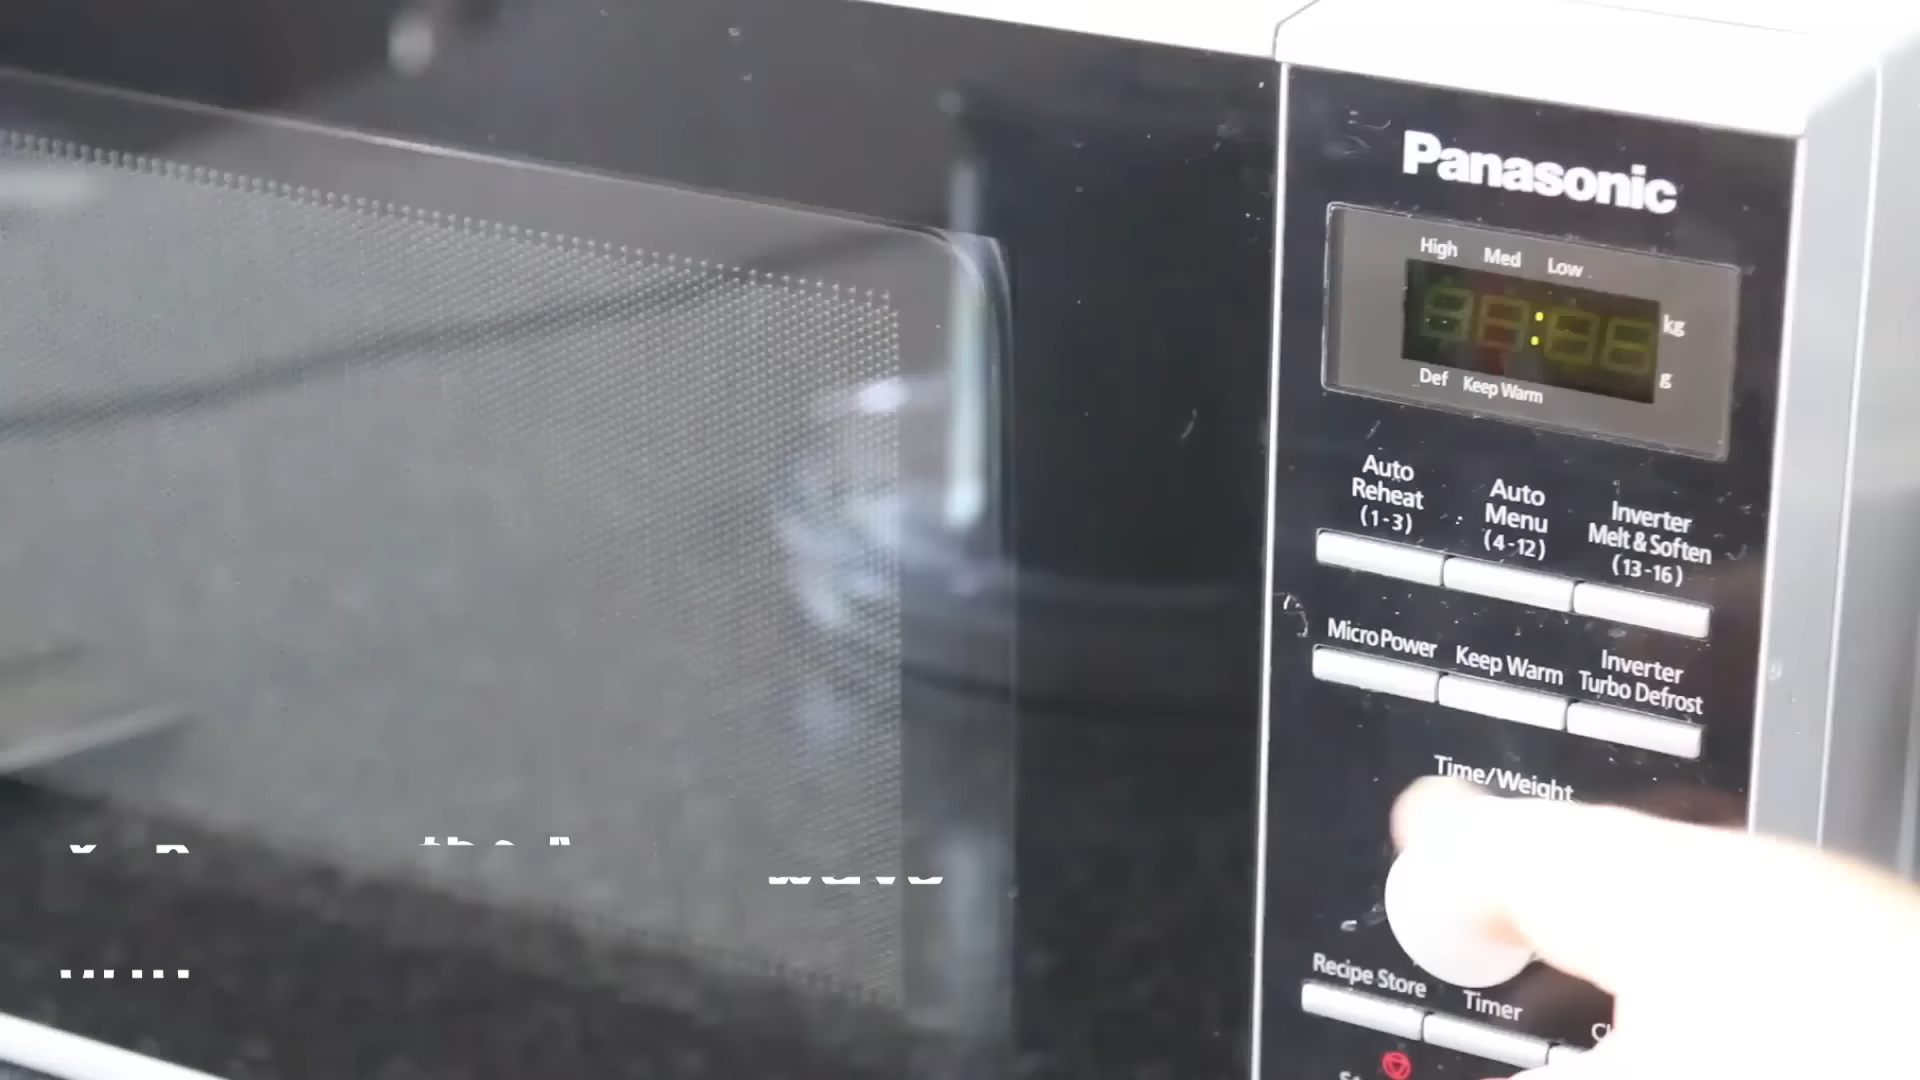 Panasonic
High Med Low
kg
g
Def Keep Warm
Auto
Reheat
(1-3)
Auto
Menu
(4-12)
Inverter
Melt & Soften
(13-16)
Micro Power
Keep Warm
Inverter
Turbo Defrost
Time/Weight
Recipe Store
Timer